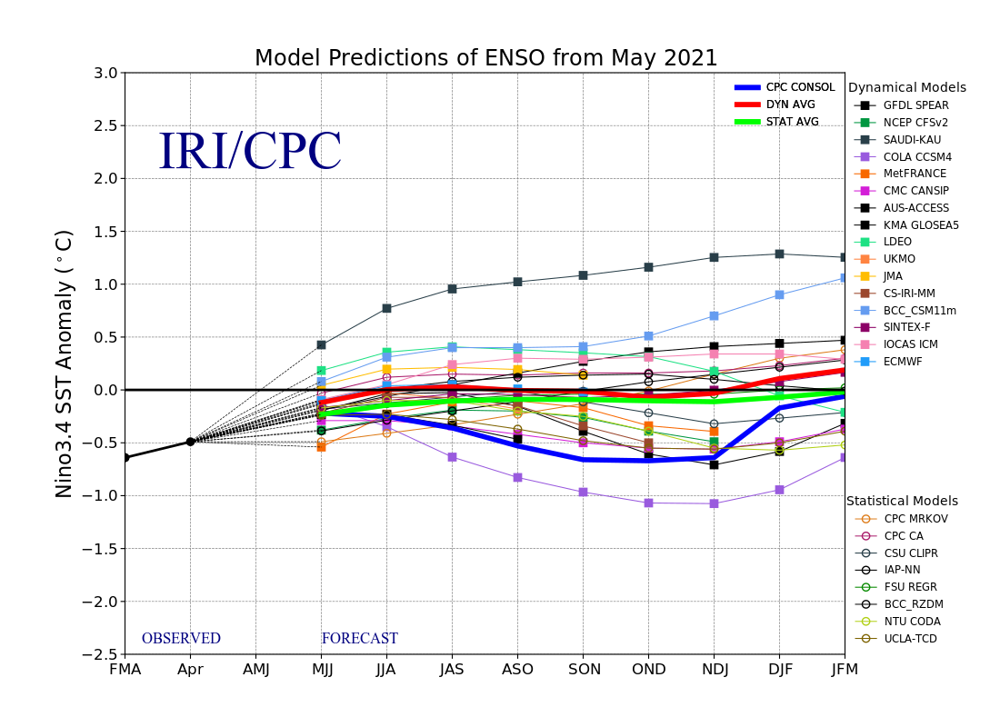 Model Predictions of ENSO from May 2021
IRI/CPC
CPC CONSOL
DYN AVG
STAT AVG
Nino3.4 SST Anomaly (°C)
3.0
2.5
2.0
1.5
1.0
0.5
0.0
−0.5
−1.0
−1.5
−2.0
−2.5
OBSERVED
FORECAST
FMA Apr AMJ MJJ JJA JAS ASO SON OND NDJ DJF JFM
Dynamical Models
GFDL SPEAR
NCEP CFSv2
SAUDI-KAU
COLA CCSM4
MetFRANCE
CMC CANSIP
AUS-ACCESS
KMA GLOSEA5
LDEO
UKMO
JMA
CS-IRI-MM
BCC_CSM11m
SINTEX-F
IOCAS ICM
ECMWF
Statistical Models
CPC MRKOV
CPC CA
CSU CLIPR
IAP-NN
FSU REGR
BCC_RZDM
NTU CODA
UCLA-TCD